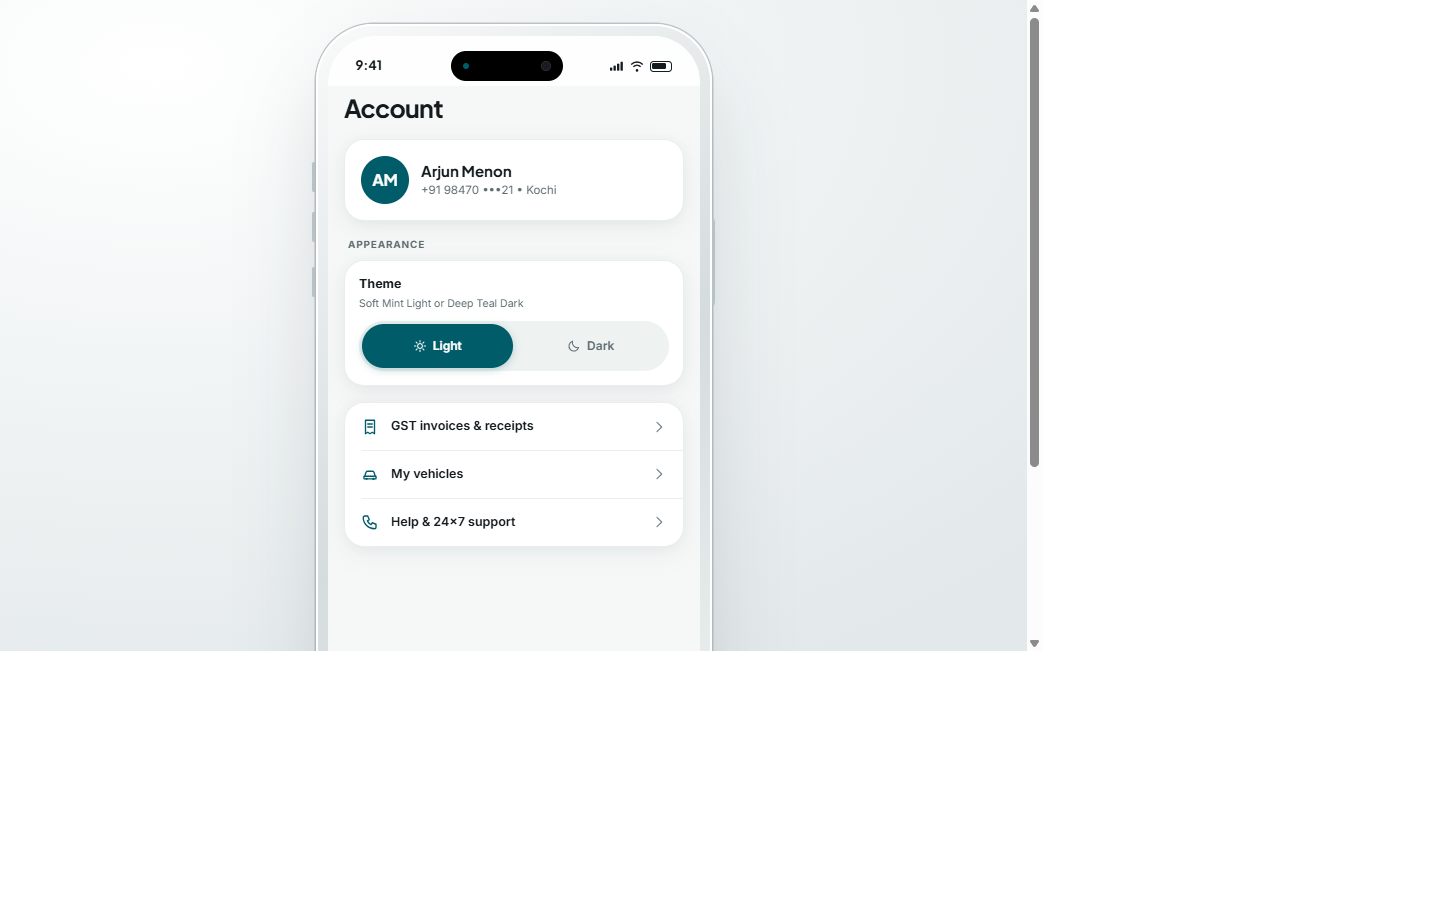 9:41
Account
AM
Arjun Menon
+91 98470 •••21 • Kochi
APPEARANCE
Theme
Soft Mint Light or Deep Teal Dark
Light
Dark
GST invoices & receipts
My vehicles
Help & 24×7 support